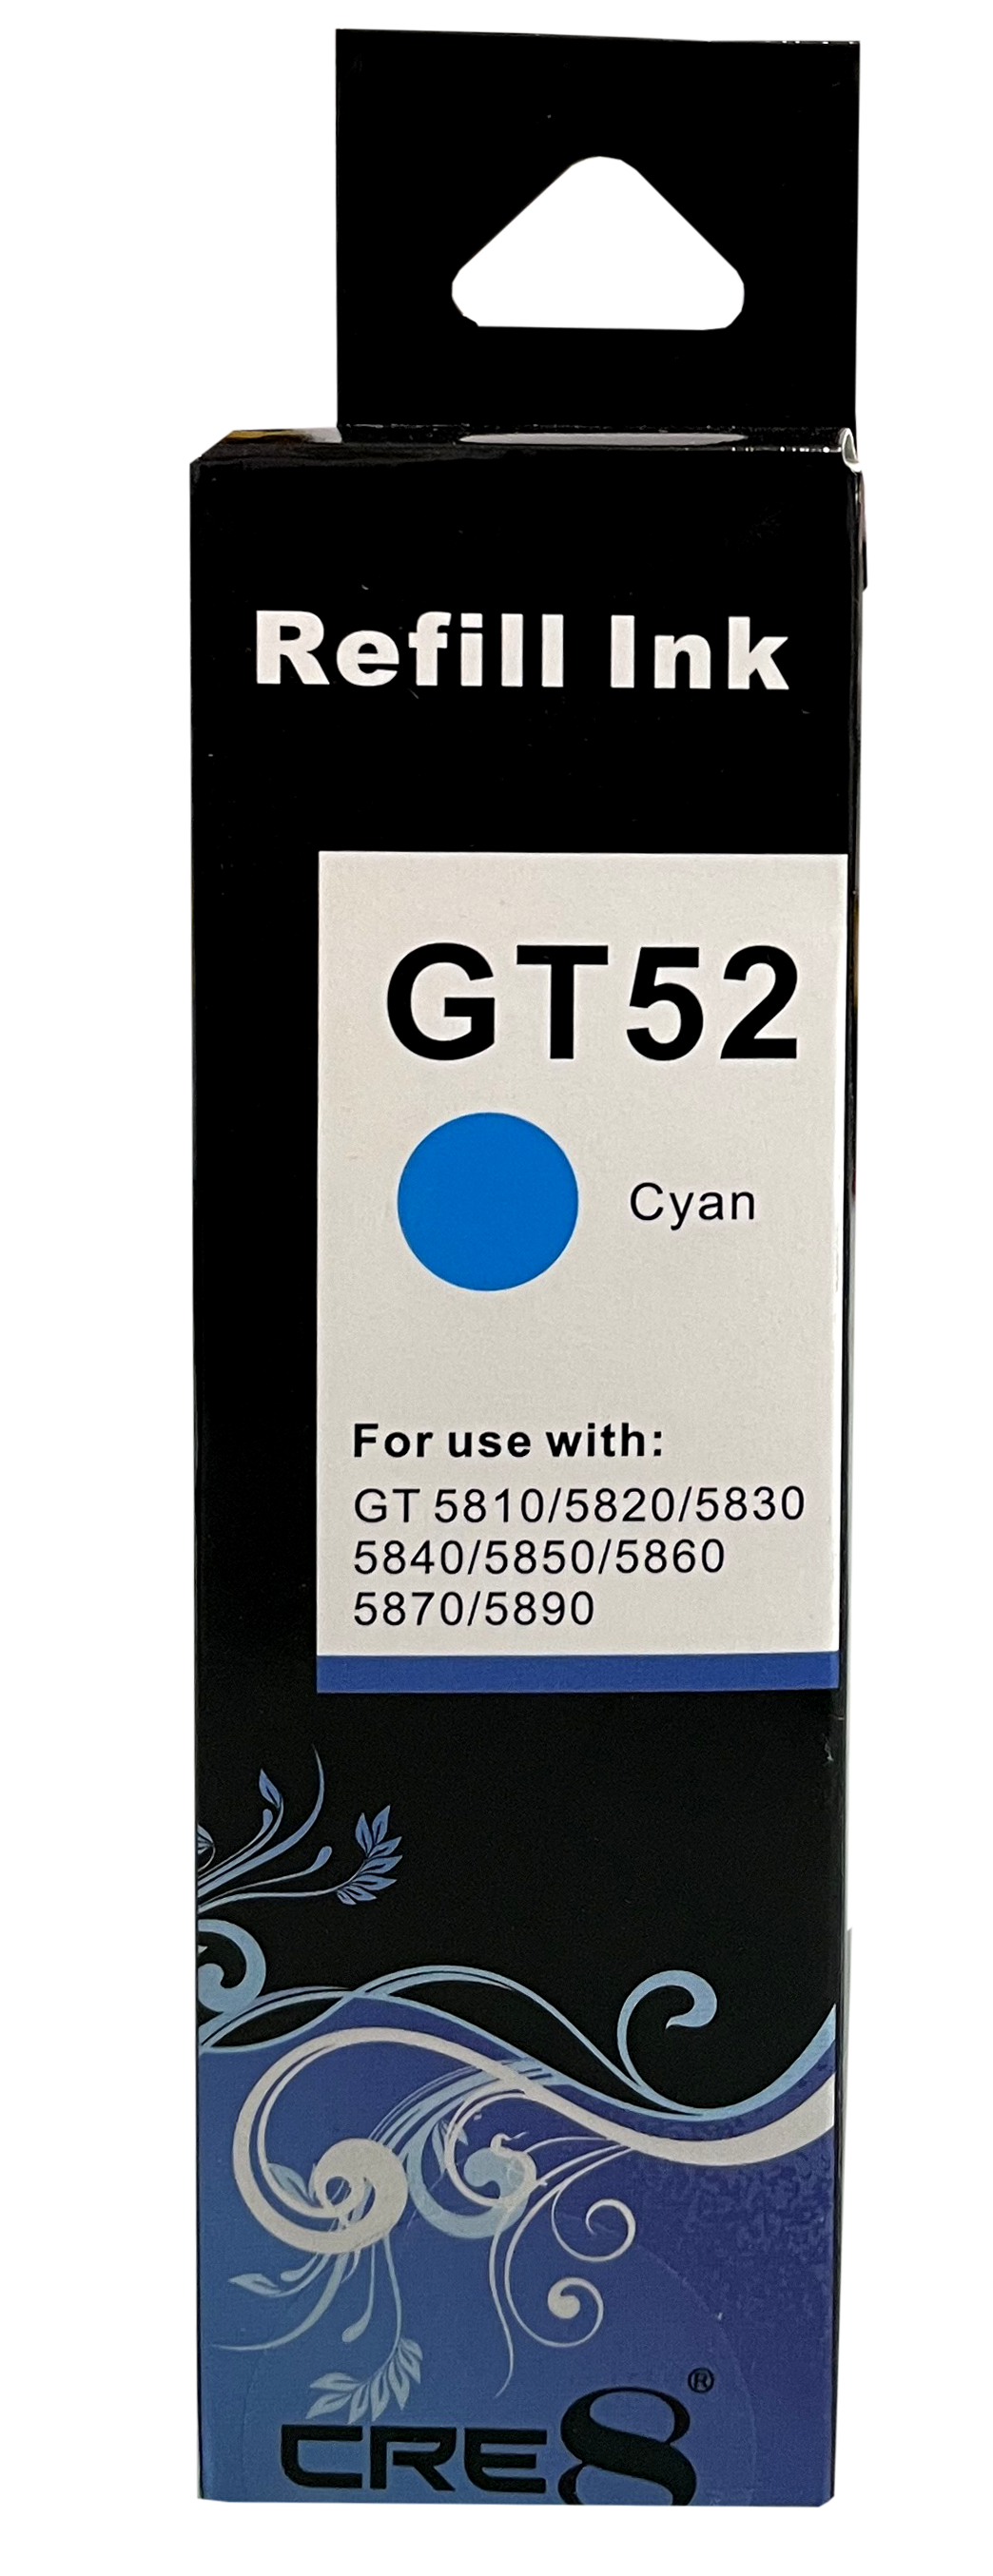 Refill Ink
GT52
Cyan
For use with:
GT 5810/5820/5830
5840/5850/5860
5870/5890
CRE8®